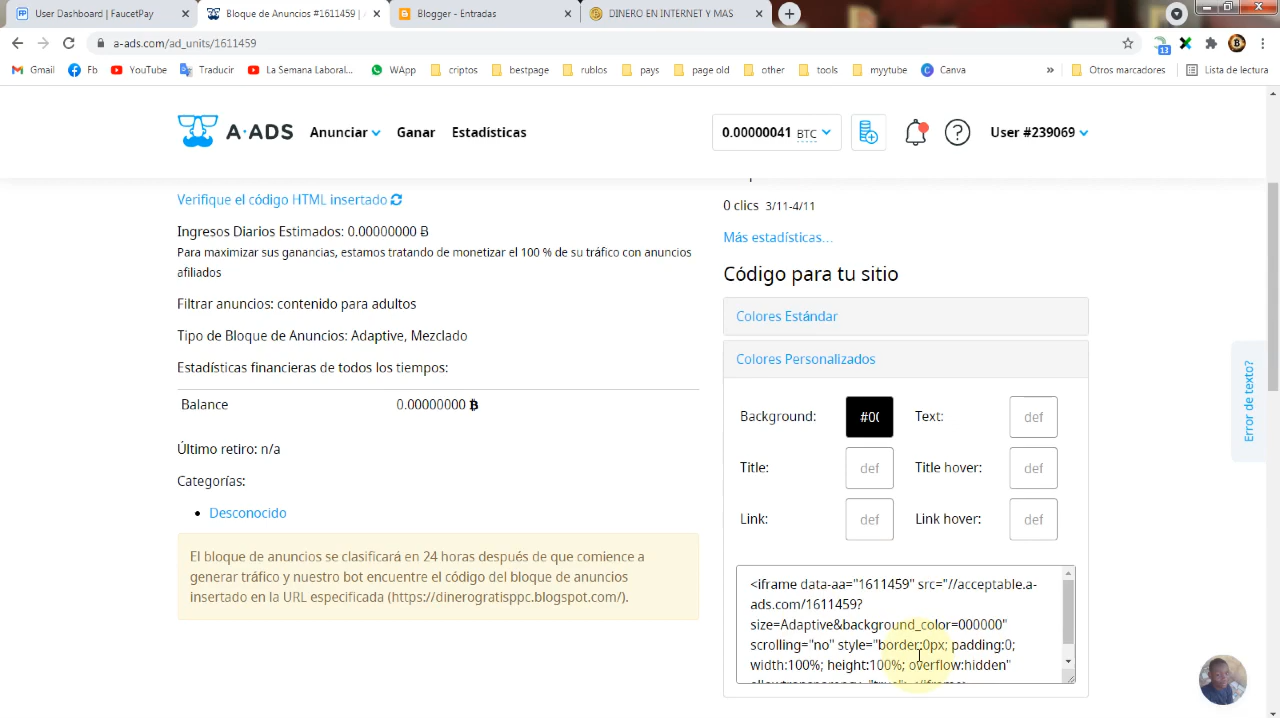 User Dashboard | FaucetPay
Bloque de Anuncios #1611459 |
Blogger - Entradas
DINERO EN INTERNET Y MAS
a-ads.com/ad_units/1611459
13
Gmail
Fb
YouTube
Traducir
La Semana Laboral...
WApp
criptos
bestpage
rublos
pays
page old
other
tools
myytube
Canva
»
Otros marcadores
Lista de lectura
A·ADS
Anunciar
Ganar
Estadísticas
0.00000041 BTC
User #239069
Verifique el código HTML insertado
Ingresos Diarios Estimados: 0.00000000 Ƀ
Para maximizar sus ganancias, estamos tratando de monetizar el 100 % de su tráfico con anuncios
afiliados
Filtrar anuncios: contenido para adultos
Tipo de Bloque de Anuncios: Adaptive, Mezclado
Estadísticas financieras de todos los tiempos:
Balance 0.00000000 ₿
Último retiro: n/a
Categorías:
• Desconocido
El bloque de anuncios se clasificará en 24 horas después de que comience a
generar tráfico y nuestro bot encuentre el código del bloque de anuncios
insertado en la URL especificada (https://dinerogratisppc.blogspot.com/).
0 clics 3/11-4/11
Más estadísticas...
Código para tu sitio
Colores Estándar
Colores Personalizados
Background: #00 Text: def
Title: def Title hover: def
Link: def Link hover: def
<iframe data-aa="1611459" src="//acceptable.a-
ads.com/1611459?
size=Adaptive&background_color=000000"
scrolling="no" style="border:0px; padding:0;
width:100%; height:100%; overflow:hidden"
Error de texto?